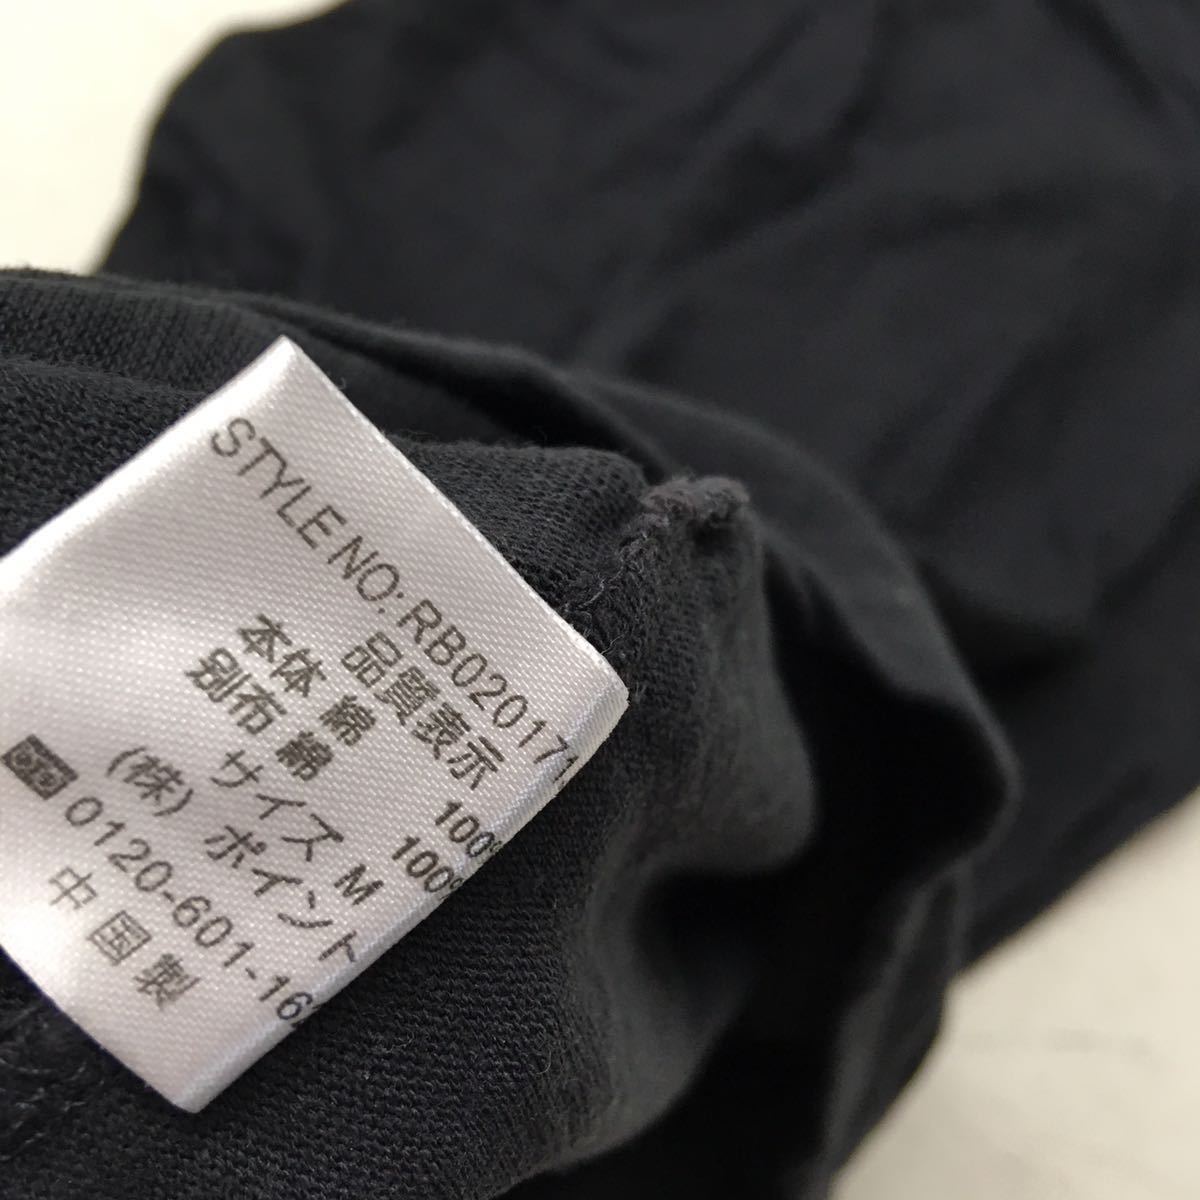 STYLE NO: RB020171
品質表示
本体 綿 100%
別布 綿 100%
サイズ M
(株) ポイント
0120-601-16
中国製